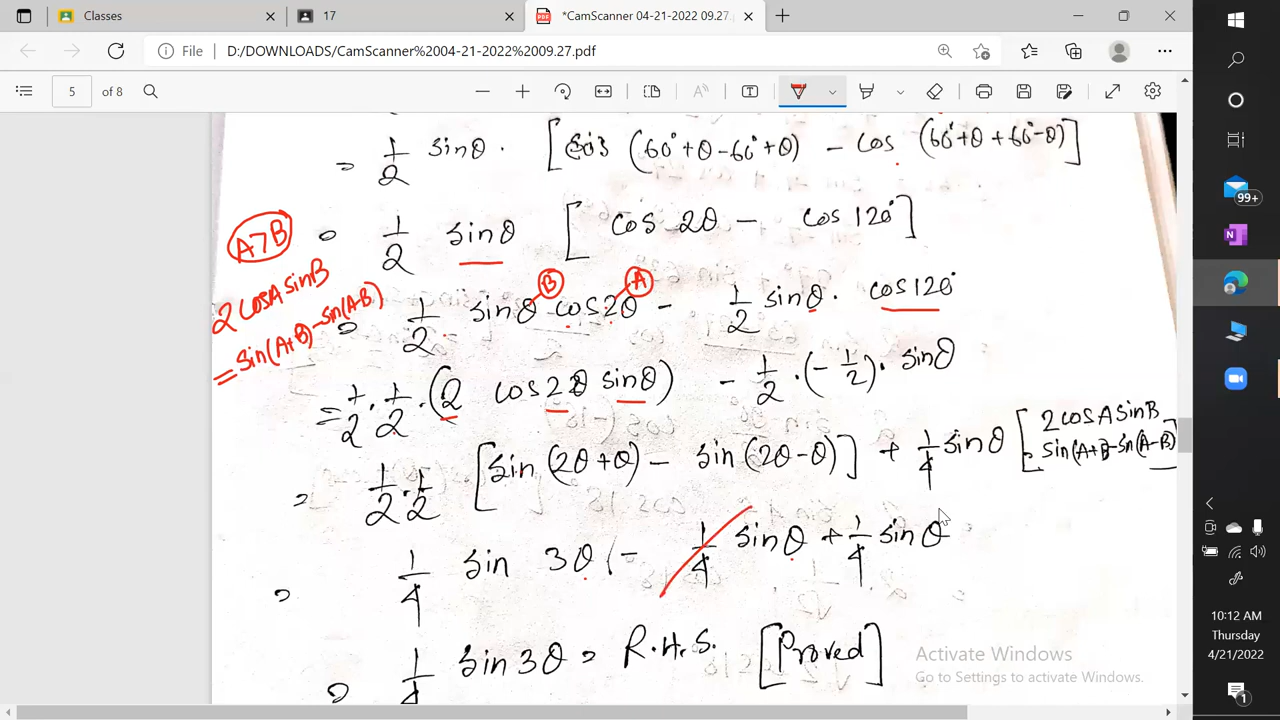 Classes
17
*CamScanner 04-21-2022 09.27.
File D:/DOWNLOADS/CamScanner%2004-21-2022%2009.27.pdf
5 of 8
= 1/2 sinθ · [cos (60° + θ - 60° + θ) - cos (60° + θ + 60° - θ)]
= 1/2 sinθ [cos 2θ - cos 120°]
A>B
2 cosA sinB
= sin(A+B) - sin(A-B)
B A
= 1/2 sinθ cos2θ - 1/2 sinθ · cos120°
= 1/2 · 1/2 · (2 cos2θ sinθ) - 1/2 · (-1/2) · sinθ
= 1/2 · 1/2 [sin (2θ + θ) - sin (2θ - θ)] + 1/4 sinθ [2 cosA sinB
sin(A+B) - sin(A-B)]
= 1/4 sin 3θ - 1/4 sinθ + 1/4 sinθ
= 1/4 sin3θ = R.H.S. [Proved]
Activate Windows
Go to Settings to activate Windows.
99+
10:12 AM
Thursday
4/21/2022
1